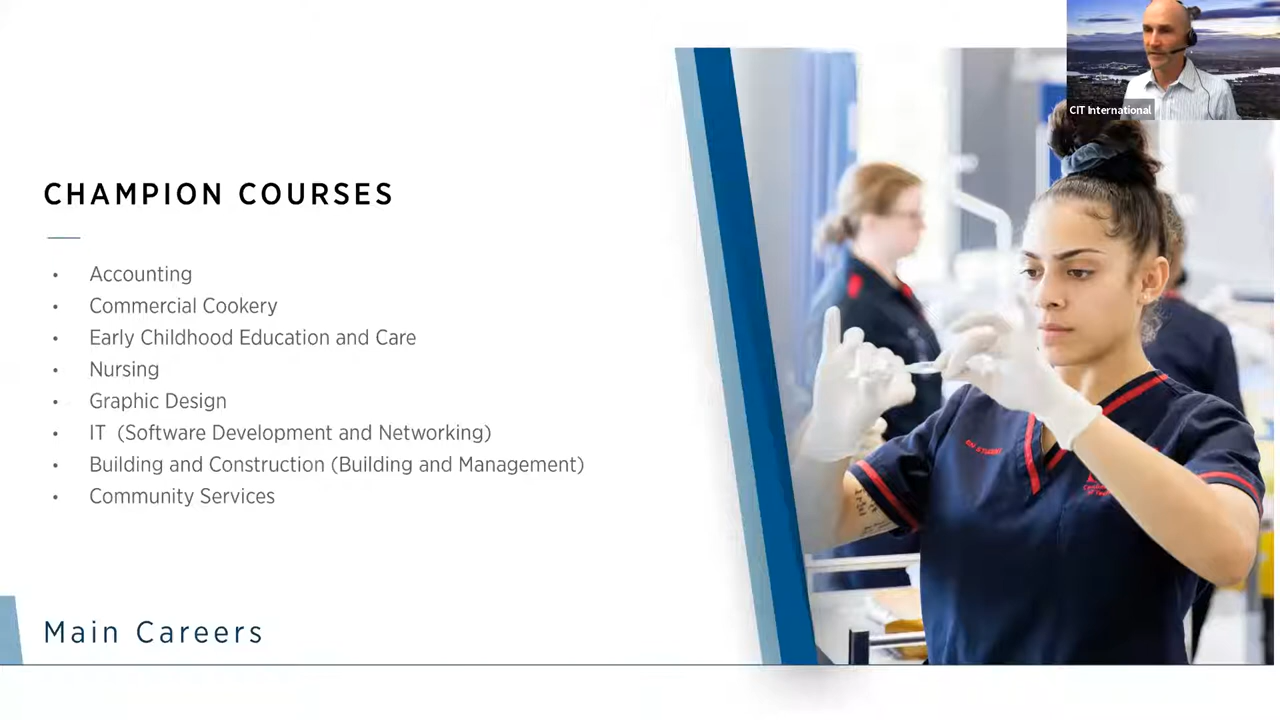 CIT International
CHAMPION COURSES
• Accounting
• Commercial Cookery
• Early Childhood Education and Care
• Nursing
• Graphic Design
• IT (Software Development and Networking)
• Building and Construction (Building and Management)
• Community Services
Main Careers